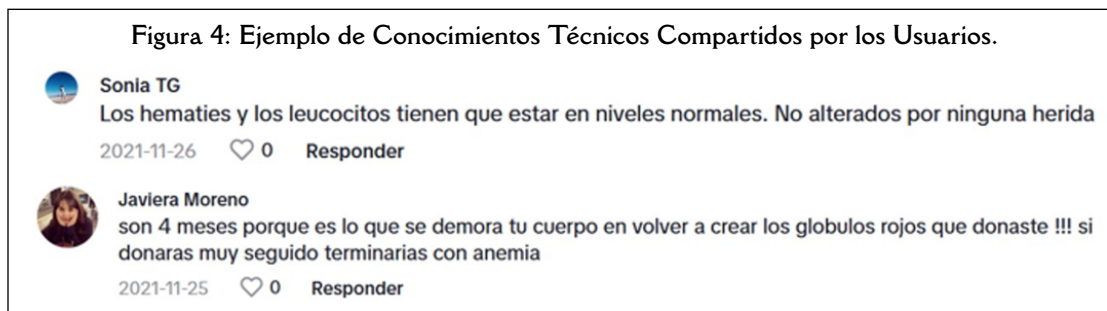 Figura 4: Ejemplo de Conocimientos Técnicos Compartidos por los Usuarios.
Sonia TG
Los hematies y los leucocitos tienen que estar en niveles normales. No alterados por ninguna herida
2021-11-26 0 Responder
Javiera Moreno
son 4 meses porque es lo que se demora tu cuerpo en volver a crear los globulos rojos que donaste !!! si
donaras muy seguido terminarias con anemia
2021-11-25 0 Responder